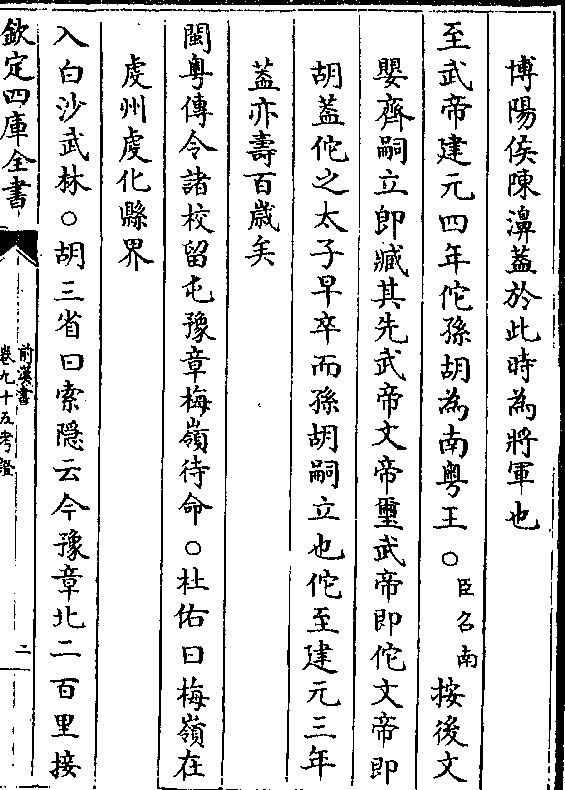 博陽侯陳濞葢於此時為將軍也
至武帝建元四年佗孫胡為南粤王○臣召南按後文
嬰齊嗣立即臧其先武帝文帝璽武帝即佗文帝即
胡葢佗之太子早卒而孫胡嗣立也佗至建元三年
葢亦壽百歲矣
閩粤傳令諸校留屯豫章梅嶺待命○杜佑曰梅嶺在
虔州虔化縣界
入白沙武林○胡三省曰索隠云今豫章北二百里接
欽定四庫全書
前漢書
卷九十五考證
二